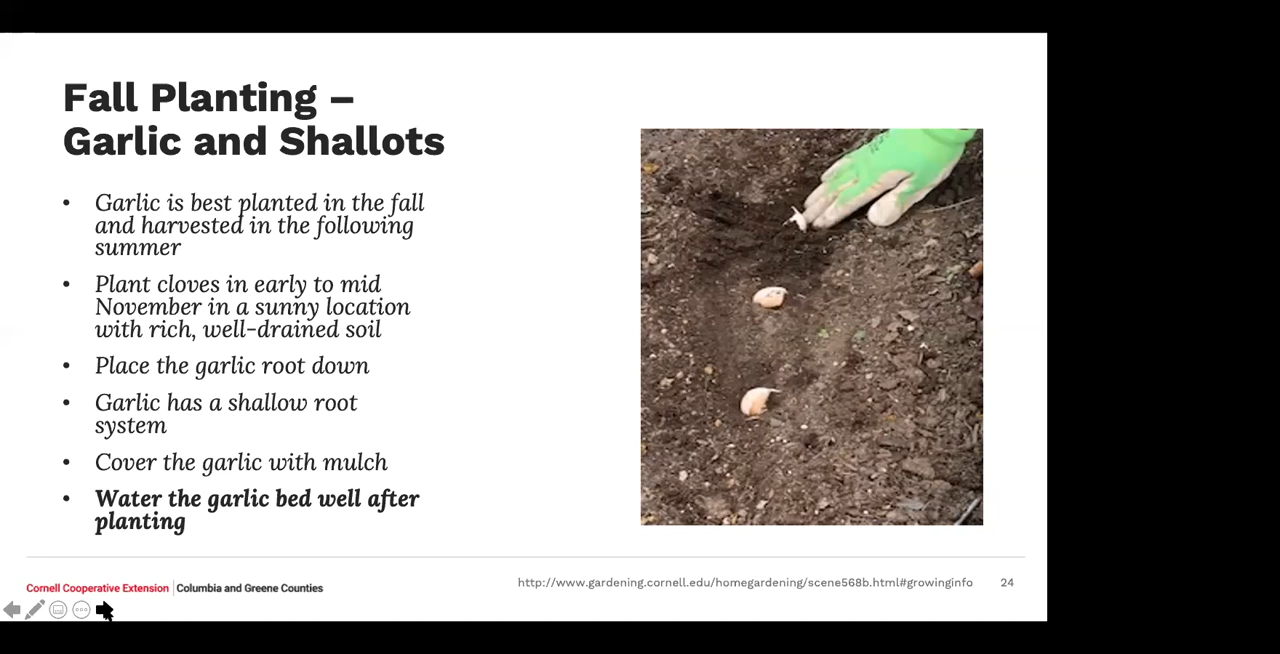 Fall Planting –
Garlic and Shallots
• Garlic is best planted in the fall
and harvested in the following
summer
• Plant cloves in early to mid
November in a sunny location
with rich, well-drained soil
• Place the garlic root down
• Garlic has a shallow root
system
• Cover the garlic with mulch
• Water the garlic bed well after
planting
Cornell Cooperative Extension | Columbia and Greene Counties
http://www.gardening.cornell.edu/homegardening/scene568b.html#growinginfo
24